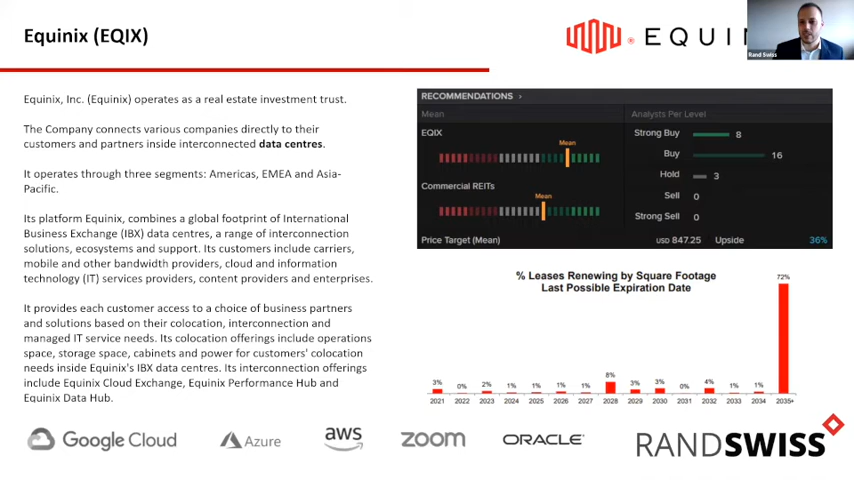 Equinix (EQIX)
EQUIN
Rand Swiss
Equinix, Inc. (Equinix) operates as a real estate investment trust.
The Company connects various companies directly to their
customers and partners inside interconnected data centres.
It operates through three segments: Americas, EMEA and Asia-
Pacific.
Its platform Equinix, combines a global footprint of International
Business Exchange (IBX) data centres, a range of interconnection
solutions, ecosystems and support. Its customers include carriers,
mobile and other bandwidth providers, cloud and information
technology (IT) services providers, content providers and enterprises.
It provides each customer access to a choice of business partners
and solutions based on their colocation, interconnection and
managed IT service needs. Its colocation offerings include operations
space, storage space, cabinets and power for customers' colocation
needs inside Equinix's IBX data centres. Its interconnection offerings
include Equinix Cloud Exchange, Equinix Performance Hub and
Equinix Data Hub.
RECOMMENDATIONS >
Mean
EQIX
Mean
Commercial REITs
Mean
Analysts Per Level
Strong Buy 8
Buy 16
Hold 3
Sell 0
Strong Sell 0
Price Target (Mean) USD 847.25 Upside 36%
% Leases Renewing by Square Footage
Last Possible Expiration Date
3% 0% 2% 1% 1% 1% 1% 8% 3% 3% 0% 4% 1% 1% 72%
2021 2022 2023 2024 2025 2026 2027 2028 2029 2030 2031 2032 2033 2034 2035+
Google Cloud
Azure
aws
zoom
ORACLE
RANDSWISS